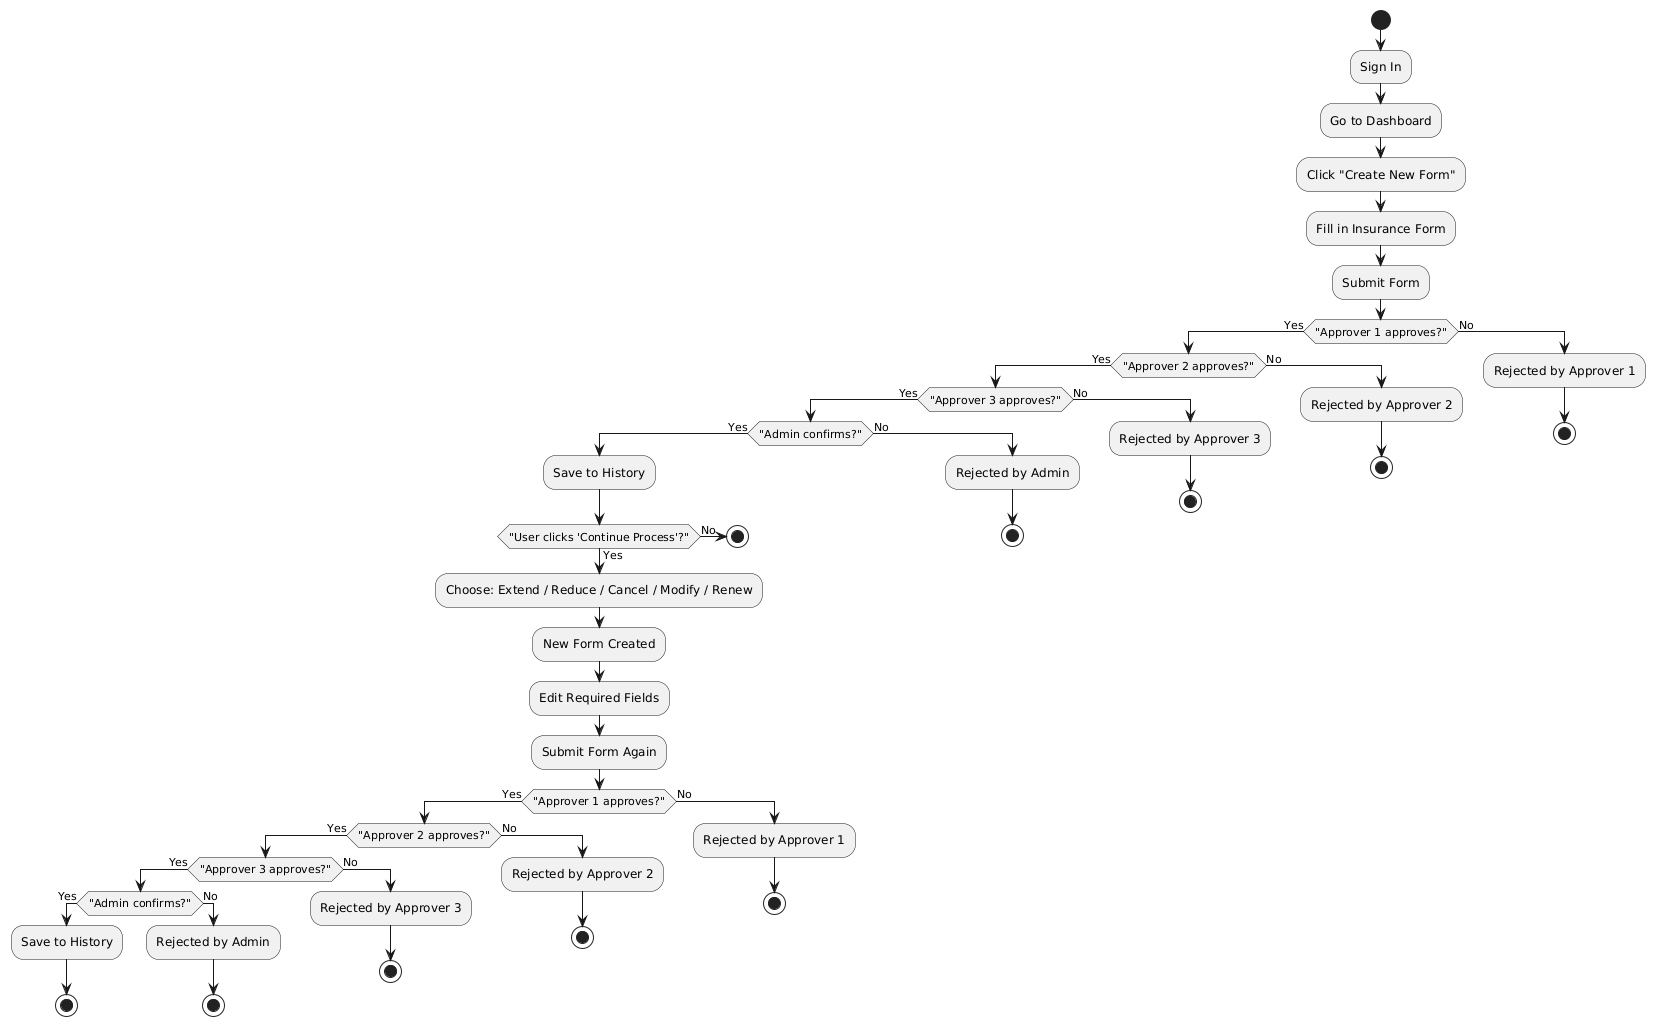 Sign In
Go to Dashboard
Click "Create New Form"
Fill in Insurance Form
Submit Form
Yes
"Approver 1 approves?"
No
Yes
"Approver 2 approves?"
No
Rejected by Approver 1
Yes
"Approver 3 approves?"
No
Rejected by Approver 2
Yes
"Admin confirms?"
No
Rejected by Approver 3
Save to History
Rejected by Admin
"User clicks 'Continue Process'?"
No
Yes
Choose: Extend / Reduce / Cancel / Modify / Renew
New Form Created
Edit Required Fields
Submit Form Again
Yes
"Approver 1 approves?"
No
Yes
"Approver 2 approves?"
No
Rejected by Approver 1
Yes
"Approver 3 approves?"
No
Rejected by Approver 2
Yes
"Admin confirms?"
No
Rejected by Approver 3
Save to History
Rejected by Admin